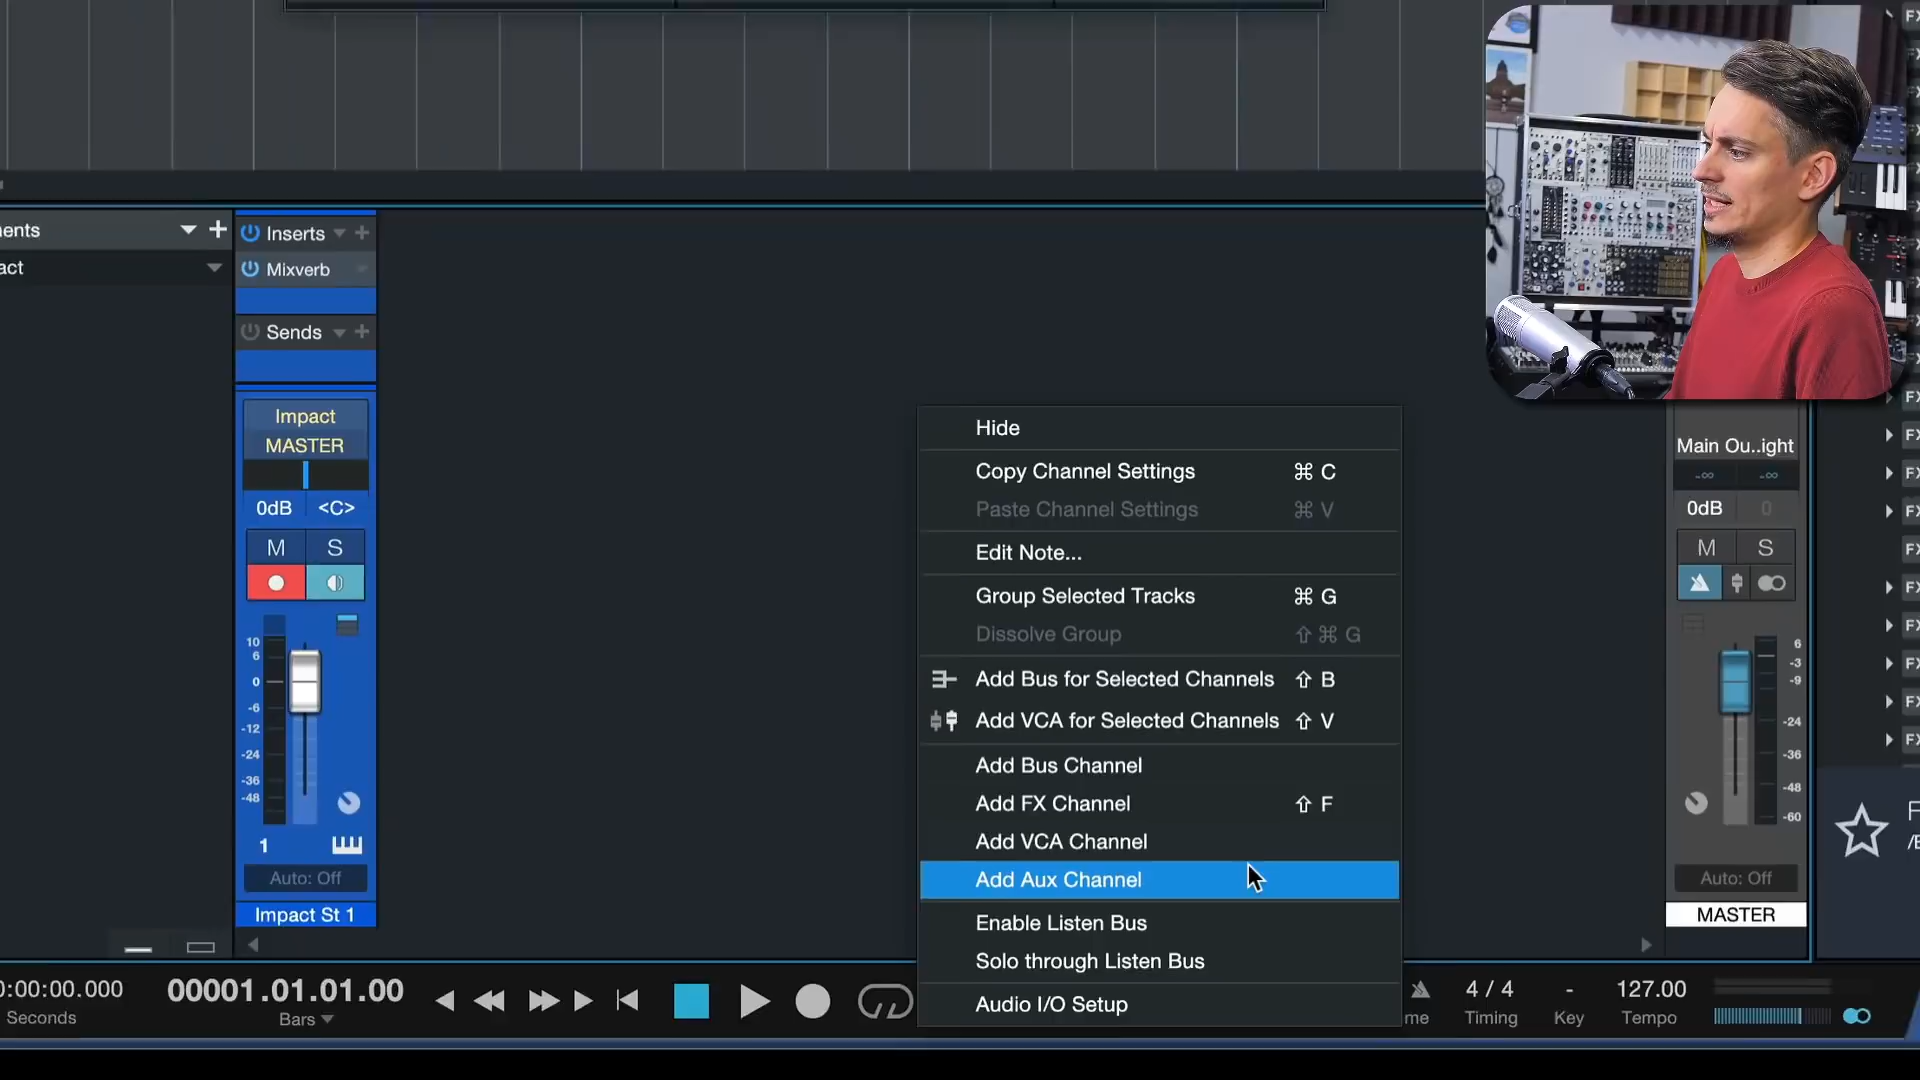 ents
act
Inserts
Mixverb
Sends
Impact
MASTER
0dB <C>
M S
10
6
0
-6
-12
-24
-36
-48
1
Auto: Off
Impact St 1
Hide
Copy Channel Settings ⌘ C
Paste Channel Settings ⌘ V
Edit Note...
Group Selected Tracks ⌘ G
Dissolve Group ⇧ ⌘ G
Add Bus for Selected Channels ⇧ B
Add VCA for Selected Channels ⇧ V
Add Bus Channel
Add FX Channel ⇧ F
Add VCA Channel
Add Aux Channel
Enable Listen Bus
Solo through Listen Bus
Audio I/O Setup
Main Ou..ight
-∞ -∞
0dB 0
M S
6
-3
-9
-24
-36
-48
-60
Auto: Off
MASTER
:00:00.000
Seconds
00001.01.01.00
Bars
me
4 / 4
Timing
-
Key
127.00
Tempo